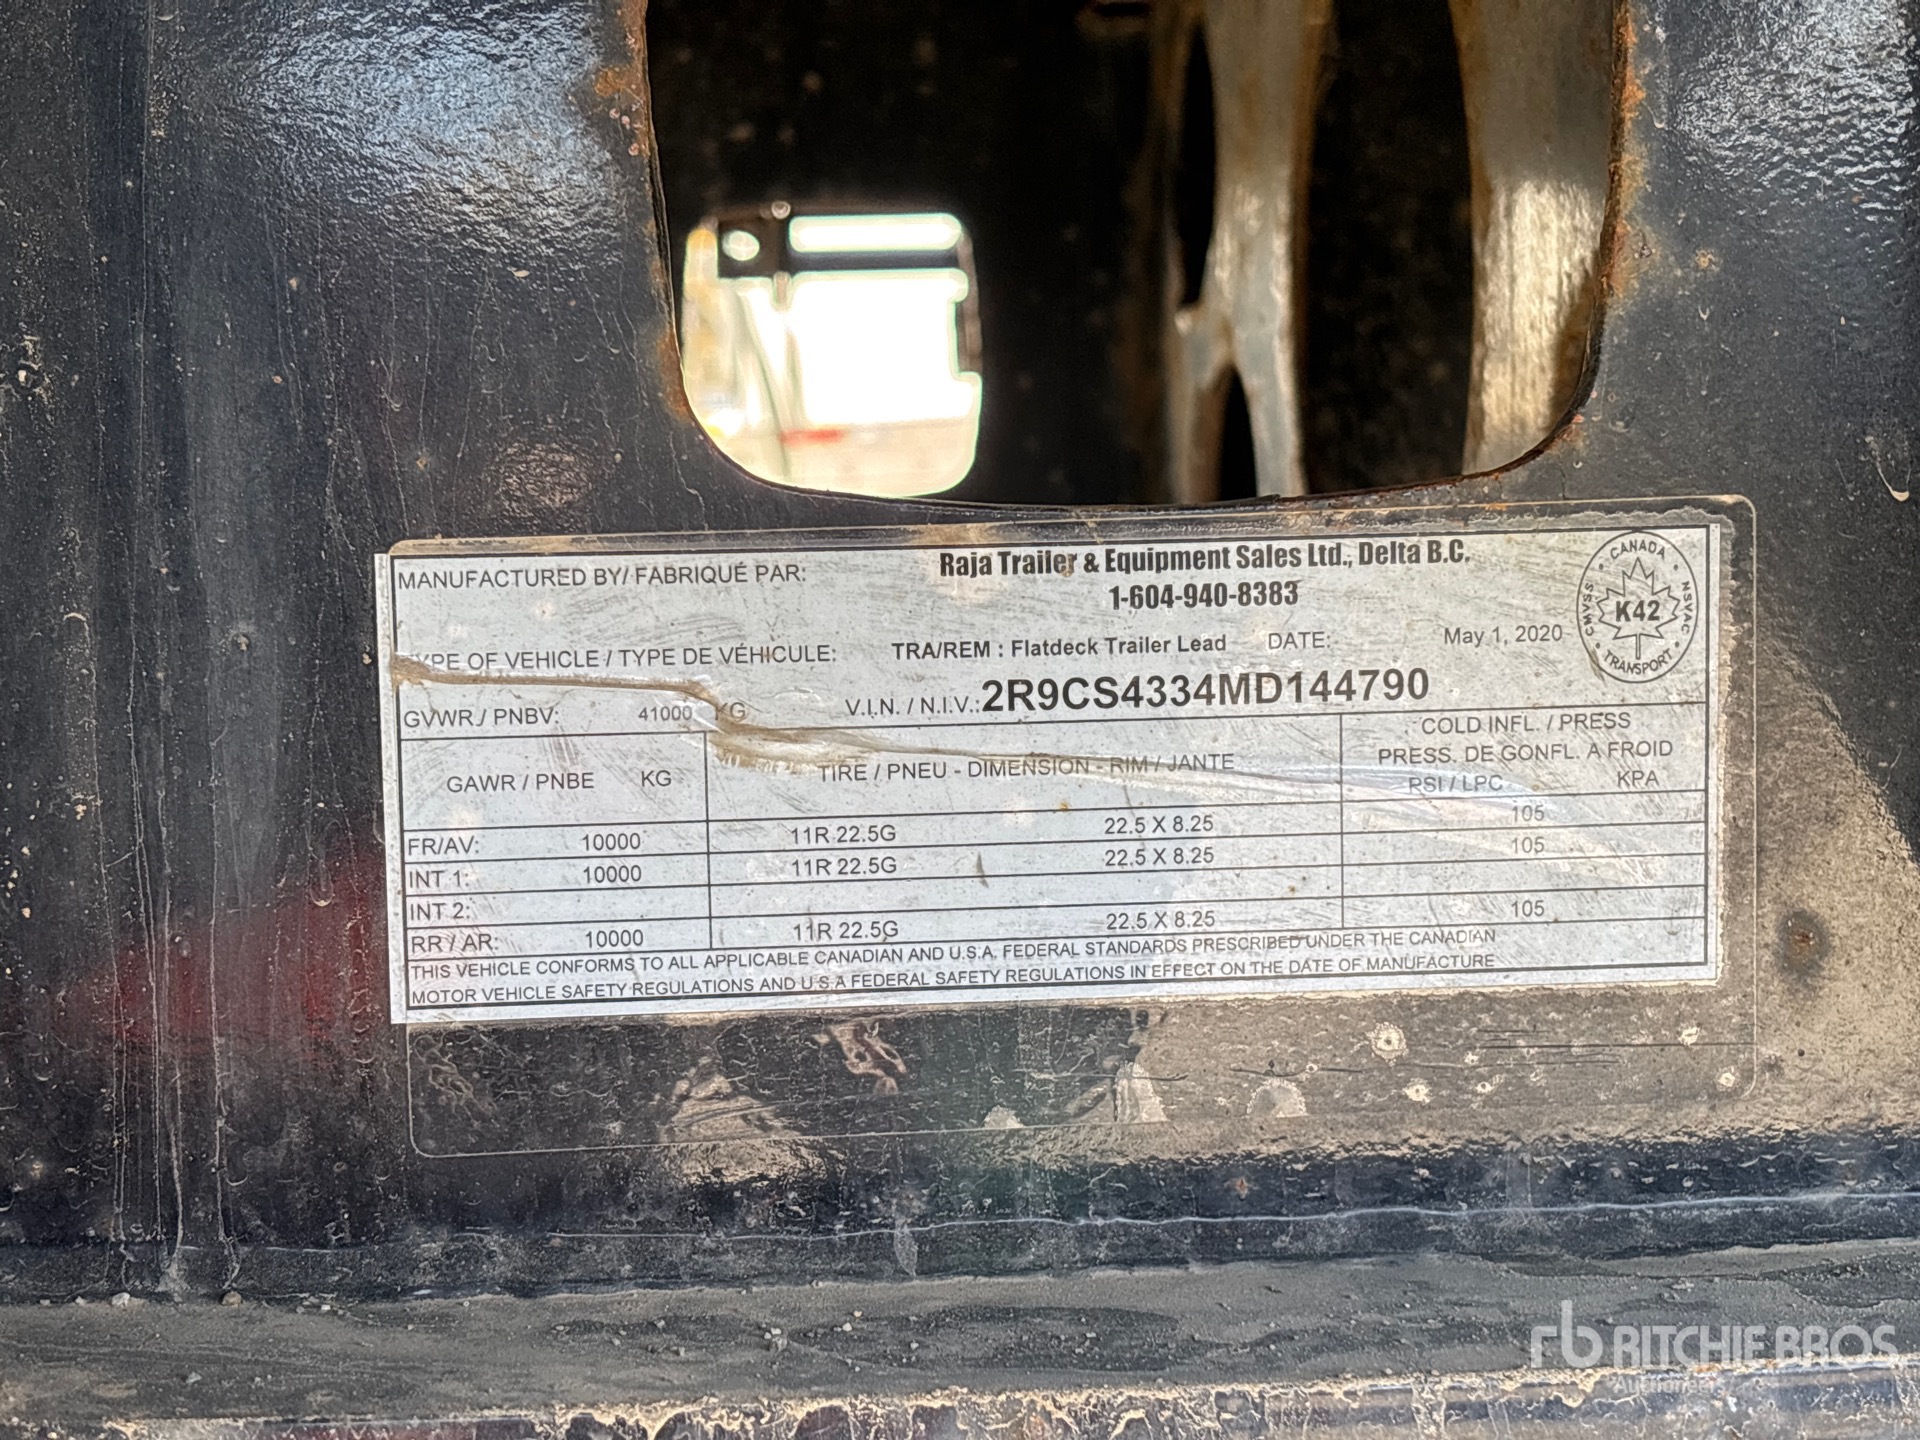 MANUFACTURED BY/ FABRIQUÉ PAR: Raja Trailer & Equipment Sales Ltd., Delta B.C.
1-604-940-8383
CANADA
CMVSS K42 NSVAC
TRANSPORT
TYPE OF VEHICLE / TYPE DE VÉHICULE: TRA/REM : Flatdeck Trailer Lead DATE: May 1, 2020
GVWR / PNBV: 41000 KG V.I.N. / N.I.V.: 2R9CS4334MD144790
GAWR / PNBE KG TIRE / PNEU - DIMENSION - RIM / JANTE COLD INFL. / PRESS
PRESS. DE GONFL. A FROID
PSI / LPC KPA
FR/AV: 10000 11R 22.5G 22.5 X 8.25 105
INT 1: 10000 11R 22.5G 22.5 X 8.25 105
INT 2:
RR / AR: 10000 11R 22.5G 22.5 X 8.25 105
THIS VEHICLE CONFORMS TO ALL APPLICABLE CANADIAN AND U.S.A. FEDERAL STANDARDS PRESCRIBED UNDER THE CANADIAN
MOTOR VEHICLE SAFETY REGULATIONS AND U.S.A FEDERAL SAFETY REGULATIONS IN EFFECT ON THE DATE OF MANUFACTURE
rb RITCHIE BROS
Auctioneers